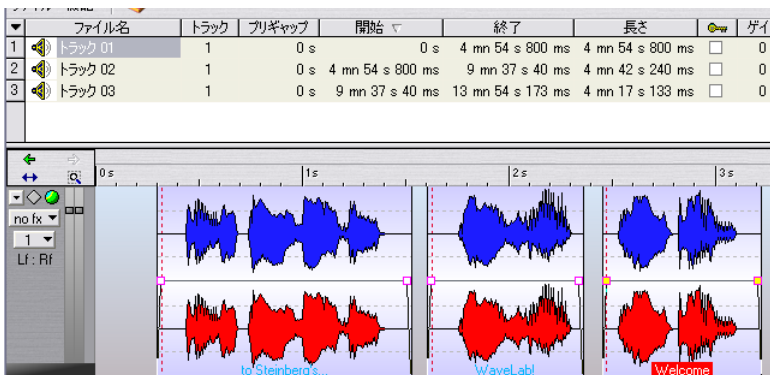 ファイル名 トラック プリギャップ 開始 終了 長さ ゲイ
1 トラック 01 1 0 s 0 s 4 mn 54 s 800 ms 4 mn 54 s 800 ms 0
2 トラック 02 1 0 s 4 mn 54 s 800 ms 9 mn 37 s 40 ms 4 mn 42 s 240 ms 0
3 トラック 03 1 0 s 9 mn 37 s 40 ms 13 mn 54 s 173 ms 4 mn 17 s 133 ms 0
0 s 1 s 2 s 3 s
no fx
1
Lf : Rf
to Steinberg's... WaveLab! Welcome